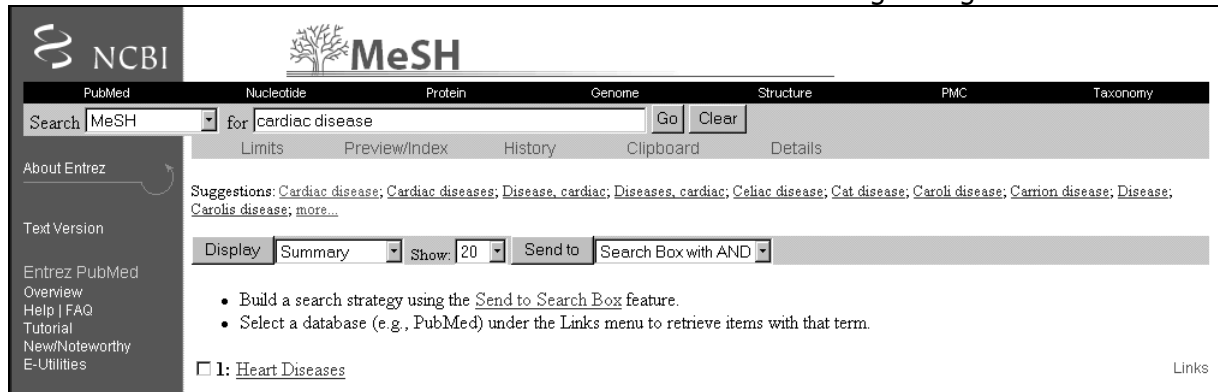 NCBI MeSH
PubMed Nucleotide Protein Genome Structure PMC Taxonomy
Search MeSH for cardiac disease Go Clear
Limits Preview/Index History Clipboard Details
About Entrez
Suggestions: Cardiac disease; Cardiac diseases; Disease, cardiac; Diseases, cardiac; Celiac disease; Cat disease; Caroli disease; Carrion disease; Disease;
Carolis disease; more...
Text Version
Display Summary Show: 20 Send to Search Box with AND
Entrez PubMed
Overview
Help | FAQ
Tutorial
New/Noteworthy
E-Utilities
• Build a search strategy using the Send to Search Box feature.
• Select a database (e.g., PubMed) under the Links menu to retrieve items with that term.
1: Heart Diseases Links